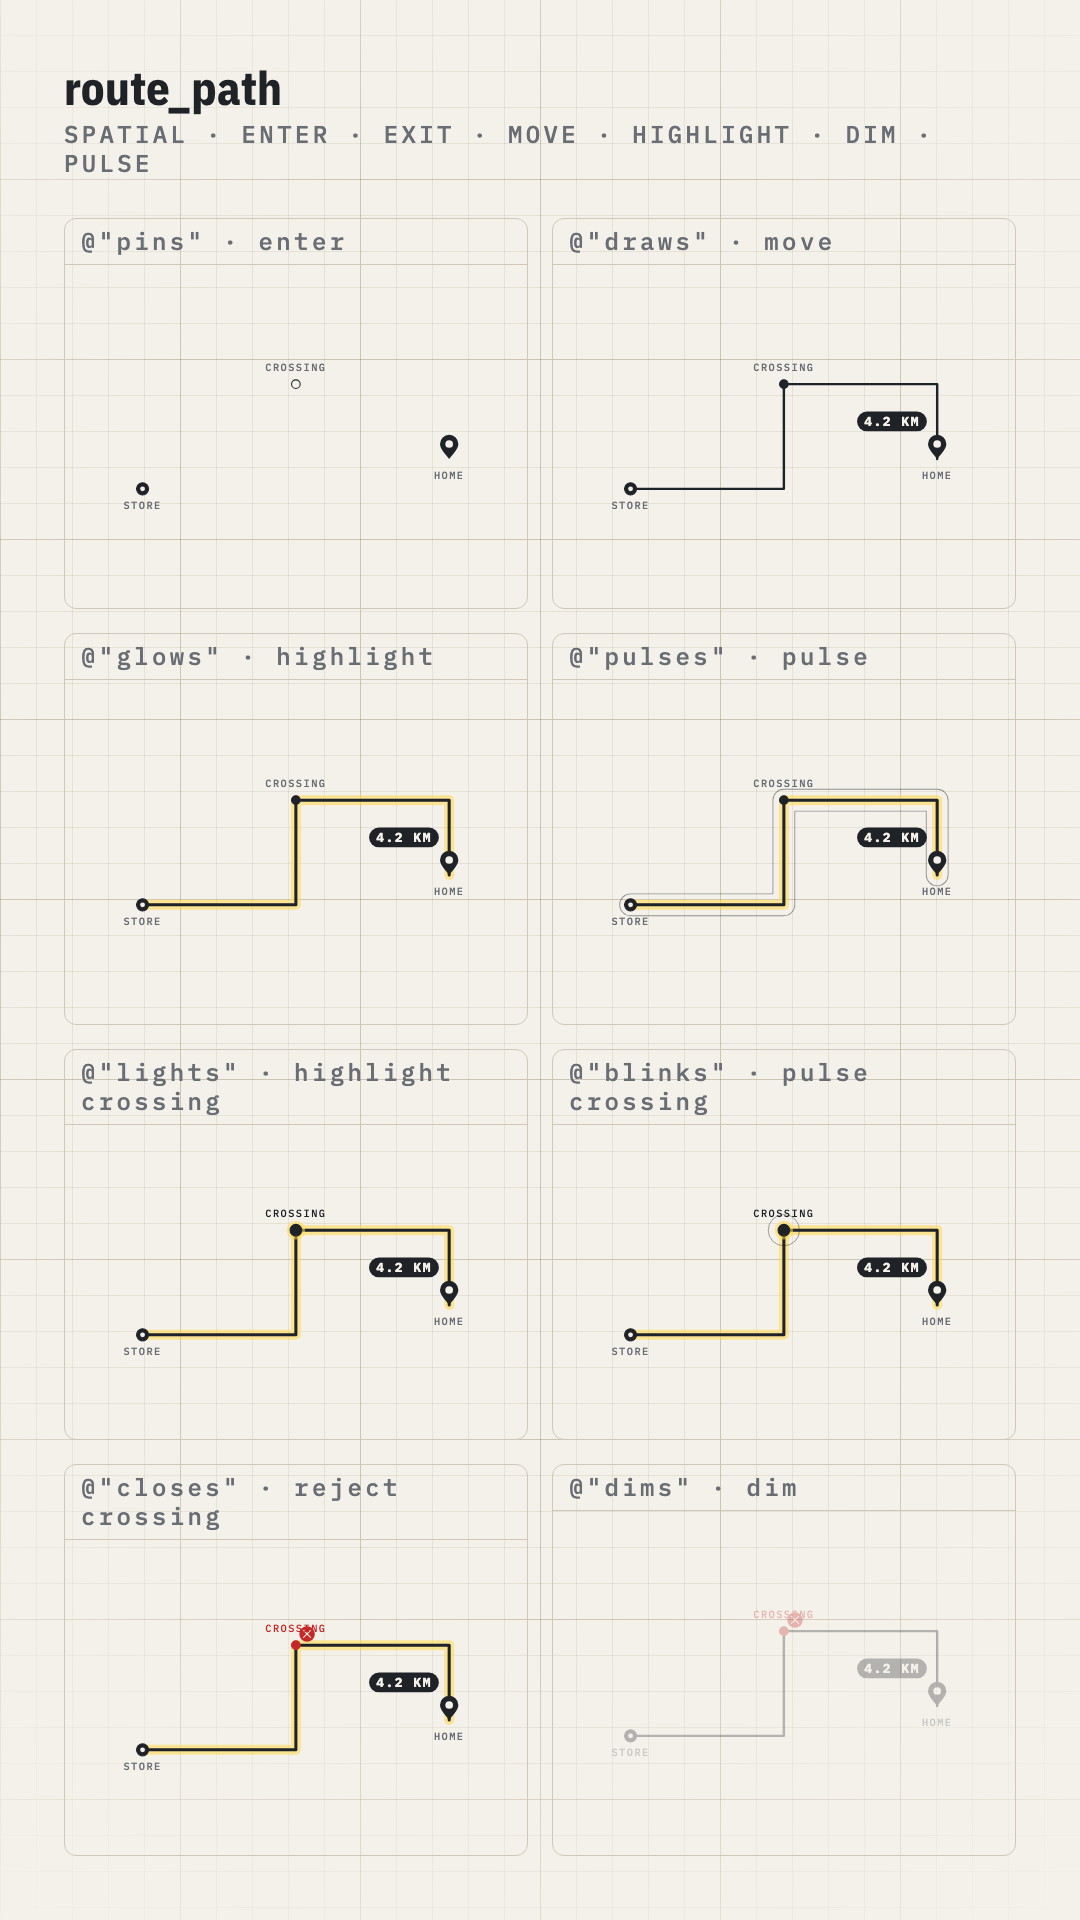 route_path
SPATIAL · ENTER · EXIT · MOVE · HIGHLIGHT · DIM ·
PULSE
@"pins" · enter
CROSSING
HOME
STORE
@"draws" · move
CROSSING
4.2 KM
HOME
STORE
@"glows" · highlight
CROSSING
4.2 KM
HOME
STORE
@"pulses" · pulse
CROSSING
4.2 KM
HOME
STORE
@"lights" · highlight
crossing
CROSSING
4.2 KM
HOME
STORE
@"blinks" · pulse
crossing
CROSSING
4.2 KM
HOME
STORE
@"closes" · reject
crossing
CROSSING
4.2 KM
HOME
STORE
@"dims" · dim
CROSSING
4.2 KM
HOME
STORE